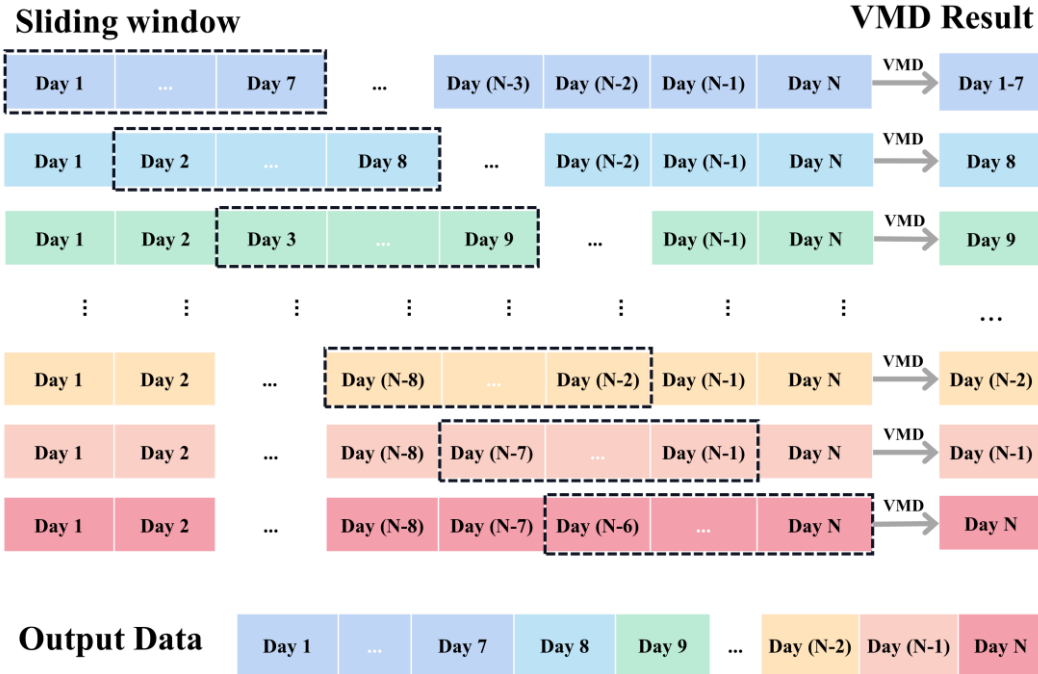 Sliding window VMD Result
Day 1 ... Day 7 ... Day (N-3) Day (N-2) Day (N-1) Day N VMD Day 1-7
Day 1 Day 2 ... Day 8 ... Day (N-2) Day (N-1) Day N VMD Day 8
Day 1 Day 2 Day 3 ... Day 9 ... Day (N-1) Day N VMD Day 9
⋮ ⋮ ⋮ ⋮ ⋮ ⋮ ⋮ ⋮ ...
Day 1 Day 2 ... Day (N-8) ... Day (N-2) Day (N-1) Day N VMD Day (N-2)
Day 1 Day 2 ... Day (N-8) Day (N-7) ... Day (N-1) Day N VMD Day (N-1)
Day 1 Day 2 ... Day (N-8) Day (N-7) Day (N-6) ... Day N VMD Day N
Output Data Day 1 ... Day 7 Day 8 Day 9 ... Day (N-2) Day (N-1) Day N